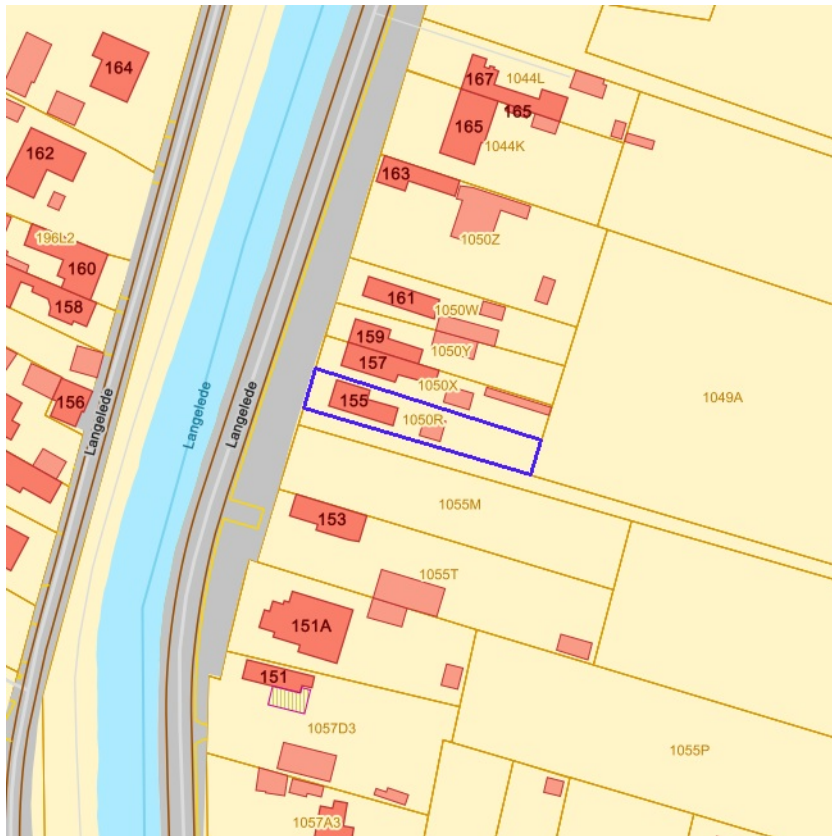 164
167
1044L
165
165
1044K
162
163
196L2
1050Z
160
161
158
1050W
159
1050Y
157
1050X
1049A
156
155
1050R
Langelede
Langelede
Langelede
1055M
153
1055T
151A
151
1057D3
1055P
1057A3